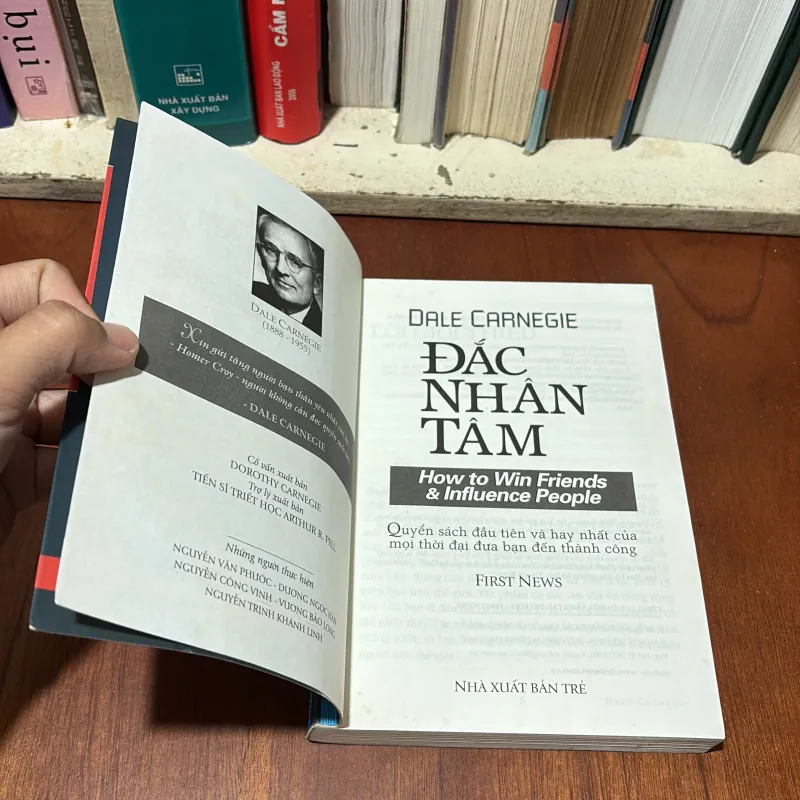 bụi
NHÀ XUẤT BẢN
XÂY DỰNG
CẨM
NHÀ XUẤT BẢN LAO ĐỘNG
DALE CARNEGIE
(1888 - 1955)
Xin gửi tặng người bạn thân yêu nhất
- Homer Croy - người không cần đọc quyển
- DALE CARNEGIE
Cố vấn xuất bản
DOROTHY CARNEGIE
Trợ lý xuất bản
TIẾN SĨ TRIẾT HỌC ARTHUR R. PELL
Những người thực hiện
NGUYỄN VĂN PHƯỚC - DƯƠNG NGỌC HÂN
NGUYỄN CÔNG VINH - VƯƠNG BẢO LONG
NGUYỄN TRỊNH KHÁNH LINH
DALE CARNEGIE
ĐẮC
NHÂN
TÂM
How to Win Friends
& Influence People
Quyển sách đầu tiên và hay nhất của
mọi thời đại đưa bạn đến thành công
FIRST NEWS
NHÀ XUẤT BẢN TRẺ